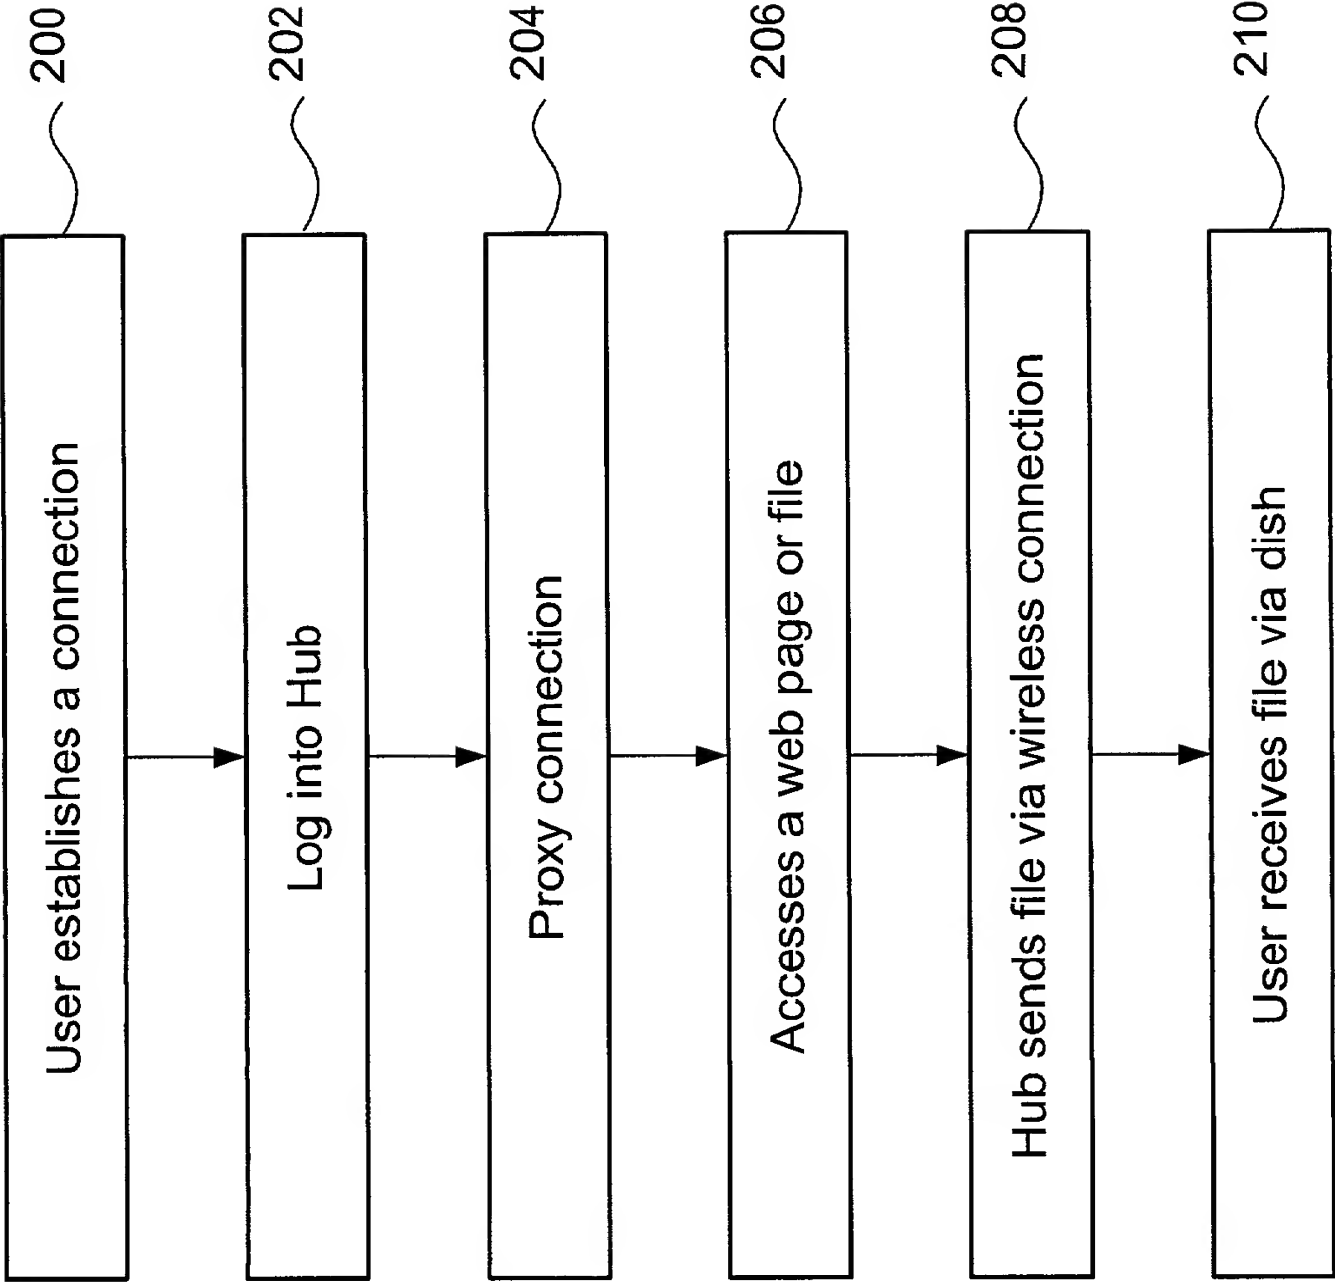 User establishes a connection
200
Log into Hub
202
Proxy connection
204
Accesses a web page or file
206
Hub sends file via wireless connection
208
User receives file via dish
210